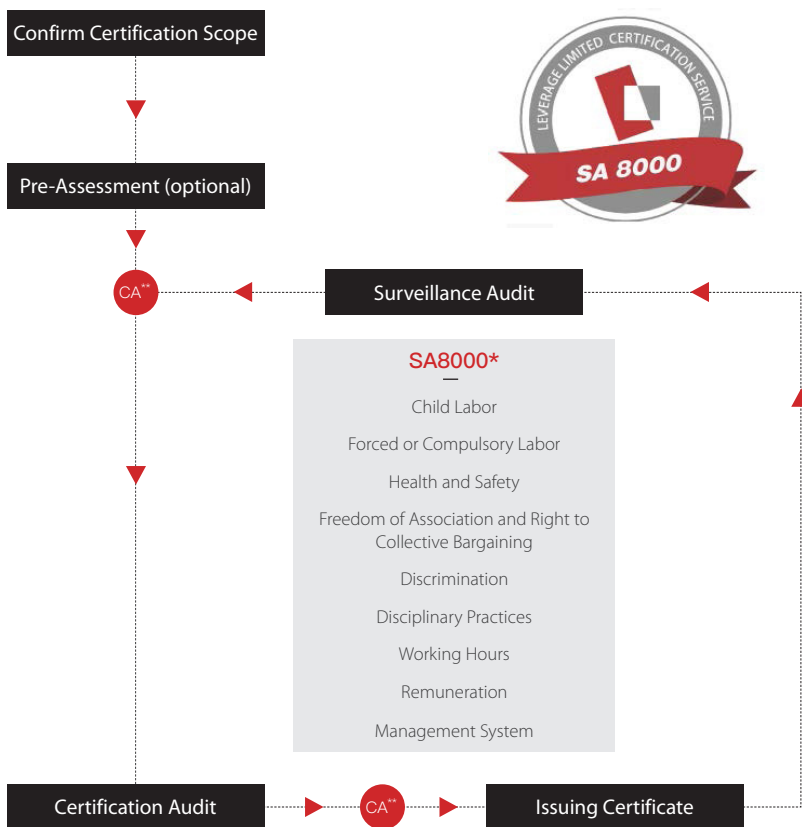 Confirm Certification Scope
LEVERAGE LIMITED CERTIFICATION SERVICE
SA 8000
Pre-Assessment (optional)
CA**
Surveillance Audit
SA8000*
Child Labor
Forced or Compulsory Labor
Health and Safety
Freedom of Association and Right to
Collective Bargaining
Discrimination
Disciplinary Practices
Working Hours
Remuneration
Management System
Certification Audit
CA**
Issuing Certificate